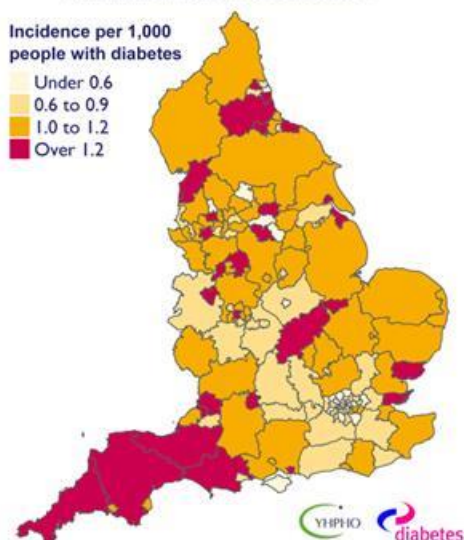 Incidence per 1,000
people with diabetes
Under 0.6
0.6 to 0.9
1.0 to 1.2
Over 1.2
YHPHO
diabetes